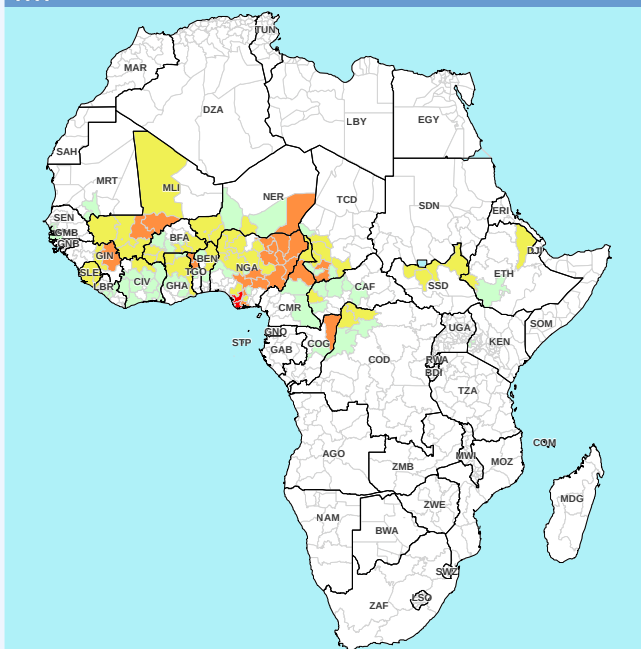 TUN
MAR
DZA
LBY
EGY
SAH
MRT
MLI
NER
TCD
SDN
ERI
SEN
GMB
GNB
BFA
DJI
GIN
BEN
NGA
ETH
SLE
CIV
GHA
TGO
CAF
SSD
LBR
CMR
SOM
GNQ
UGA
KEN
STP
GAB
COG
COD
RWA
BDI
TZA
AGO
ZMB
MWI
MOZ
COM
NAM
ZWE
MDG
BWA
SWZ
ZAF
LSO